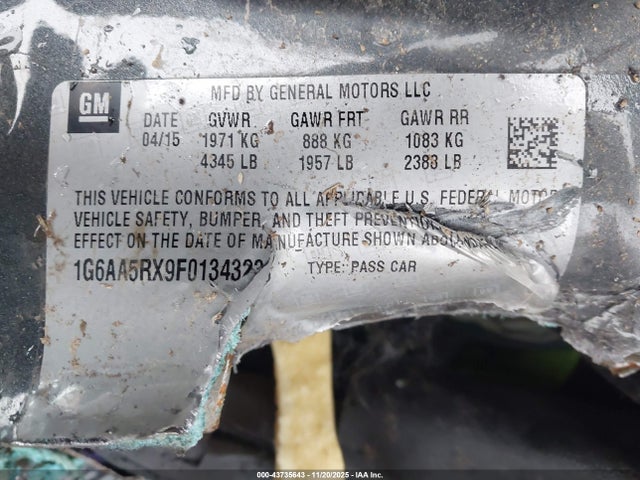 GM
MFD BY GENERAL MOTORS LLC
DATE GVWR GAWR FRT GAWR RR
04/15 1971 KG 888 KG 1083 KG
4345 LB 1957 LB 2383 LB
THIS VEHICLE CONFORMS TO ALL APPLICABLE U.S. FEDERAL MOTOR
VEHICLE SAFETY, BUMPER, AND THEFT PREVENTION
EFFECT ON THE DATE OF MANUFACTURE SHOWN ABOVE
1G6AA5RX9F0134323 TYPE: PASS CAR
000-43735643 - 11/20/2025 - IAA Inc.